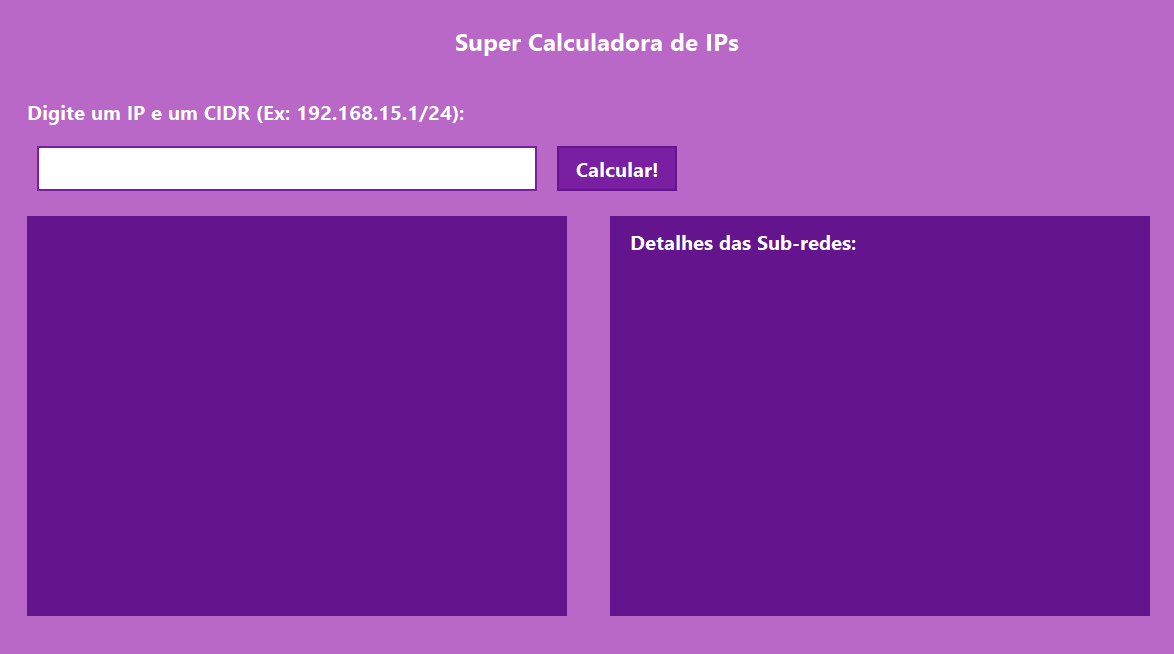 Super Calculadora de IPs
Digite um IP e um CIDR (Ex: 192.168.15.1/24):
Calcular!
Detalhes das Sub-redes: